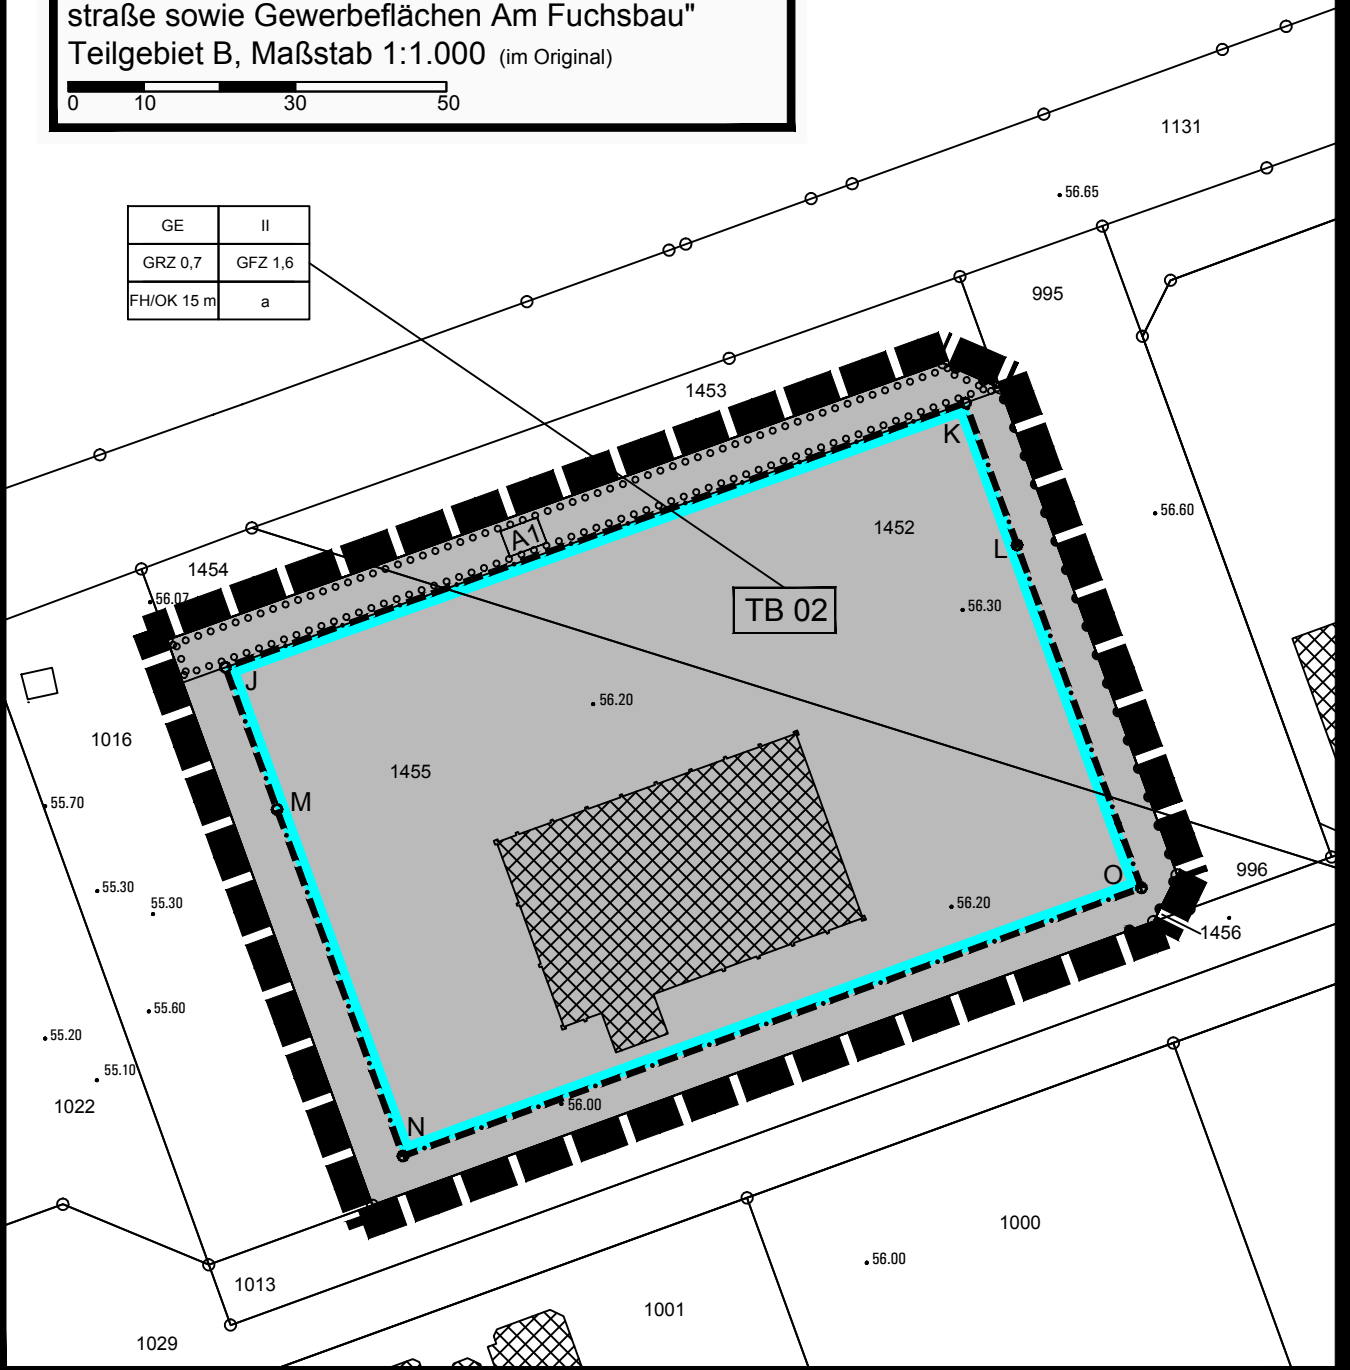 straße sowie Gewerbeflächen Am Fuchsbau"
Teilgebiet B, Maßstab 1:1.000 (im Original)
0 10 30 50
1131
56.65
GE II
GRZ 0,7 GFZ 1,6
FH/OK 15 m a
995
1453
K
56.60
1452
A1
L
1454
56.07
TB 02
56.30
J
56.20
1016
1455
M
55.70
O
996
55.30
55.30
56.20
1456
55.60
55.20
55.10
1022
56.00
N
1000
56.00
1013
1001
1029